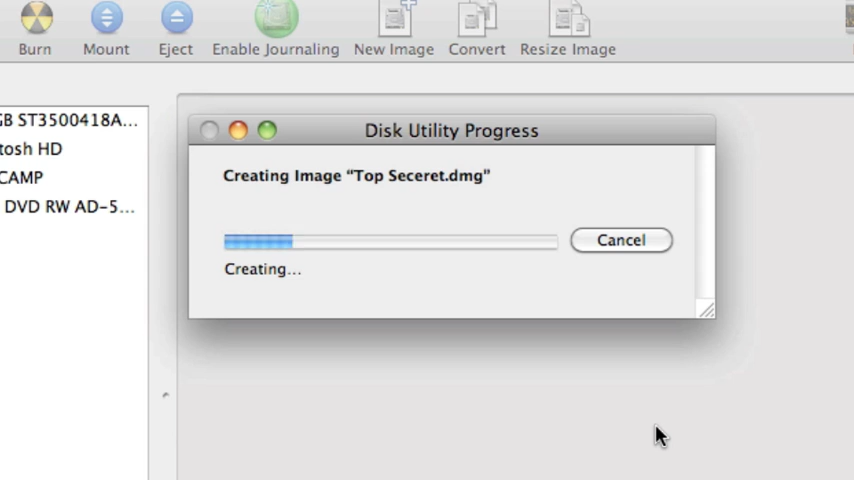 Burn Mount Eject Enable Journaling New Image Convert Resize Image
GB ST3500418A...
tosh HD
CAMP
DVD RW AD-5...
Disk Utility Progress
Creating Image “Top Seceret.dmg”
Cancel
Creating...